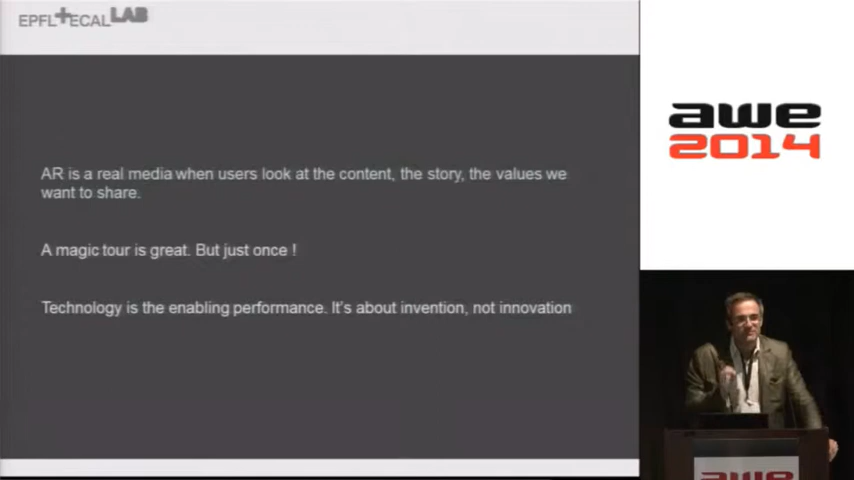 EPFL+ECAL LAB
AR is a real media when users look at the content, the story, the values we
want to share.
A magic tour is great. But just once !
Technology is the enabling performance. It's about invention, not innovation
awe
2014
awe